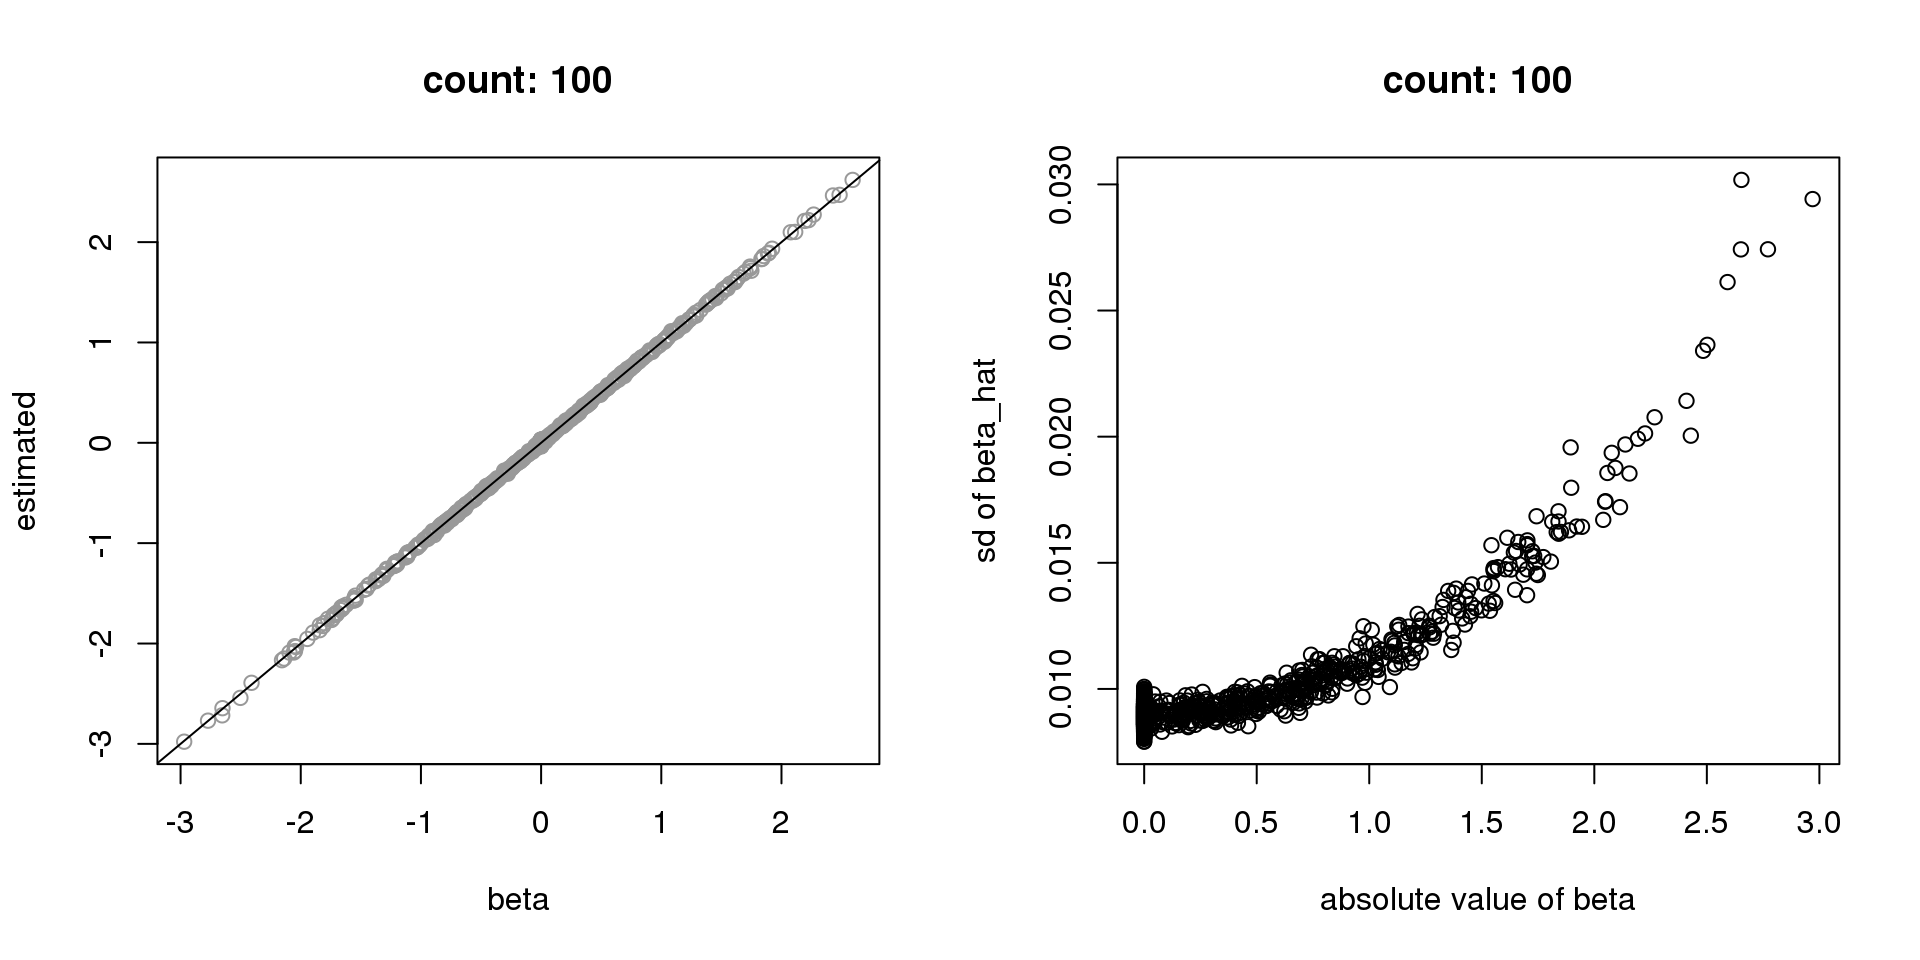 count: 100
estimated
2
1
0
-1
-2
-3
-3 -2 -1 0 1 2
beta
count: 100
sd of beta_hat
0.030
0.025
0.020
0.015
0.010
0.0 0.5 1.0 1.5 2.0 2.5 3.0
absolute value of beta